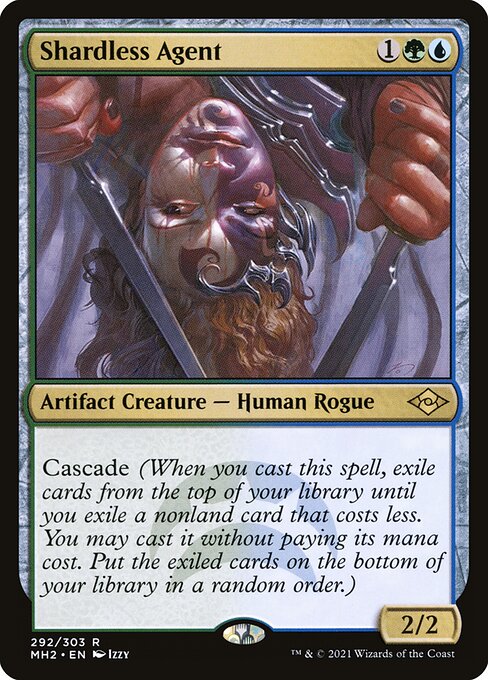 Shardless Agent 1
Artifact Creature — Human Rogue
Cascade (When you cast this spell, exile
cards from the top of your library until
you exile a nonland card that costs less.
You may cast it without paying its mana
cost. Put the exiled cards on the bottom of
your library in a random order.)
2/2
292/303 R
MH2 • EN Izzy
™ & © 2021 Wizards of the Coast